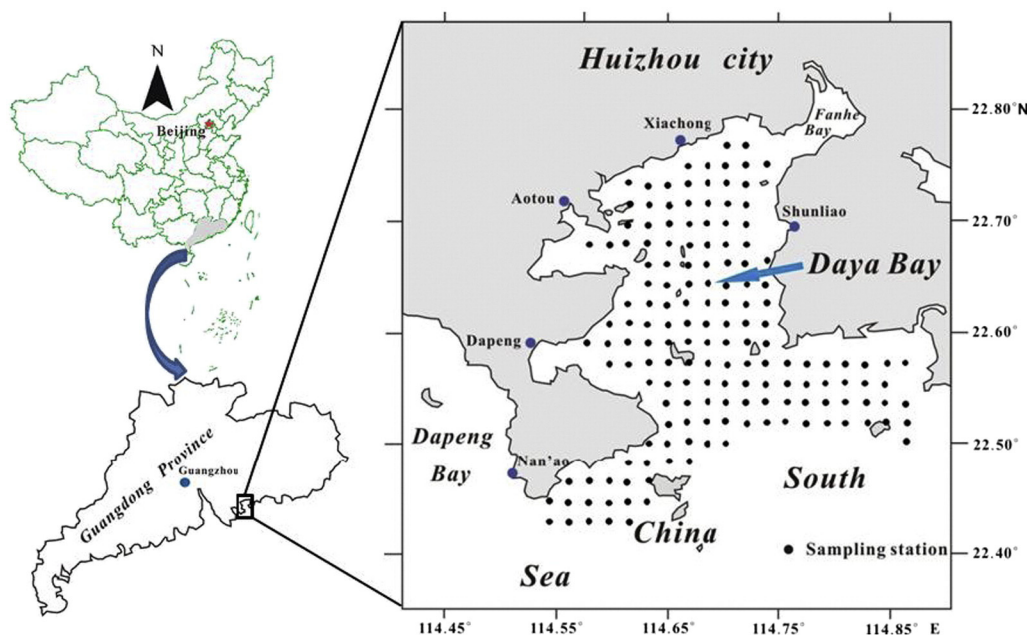 N
Beijing
Guangdong Province
Guangzhou
Huizhou city
Xiachong
Fanhe
Bay
Aotou
Shunliao
Daya Bay
Dapeng
Dapeng
Bay
Nan'ao
South
China
Sea
Sampling station
22.80°N
22.70°
22.60°
22.50°
22.40°
114.45° 114.55° 114.65° 114.75° 114.85° E